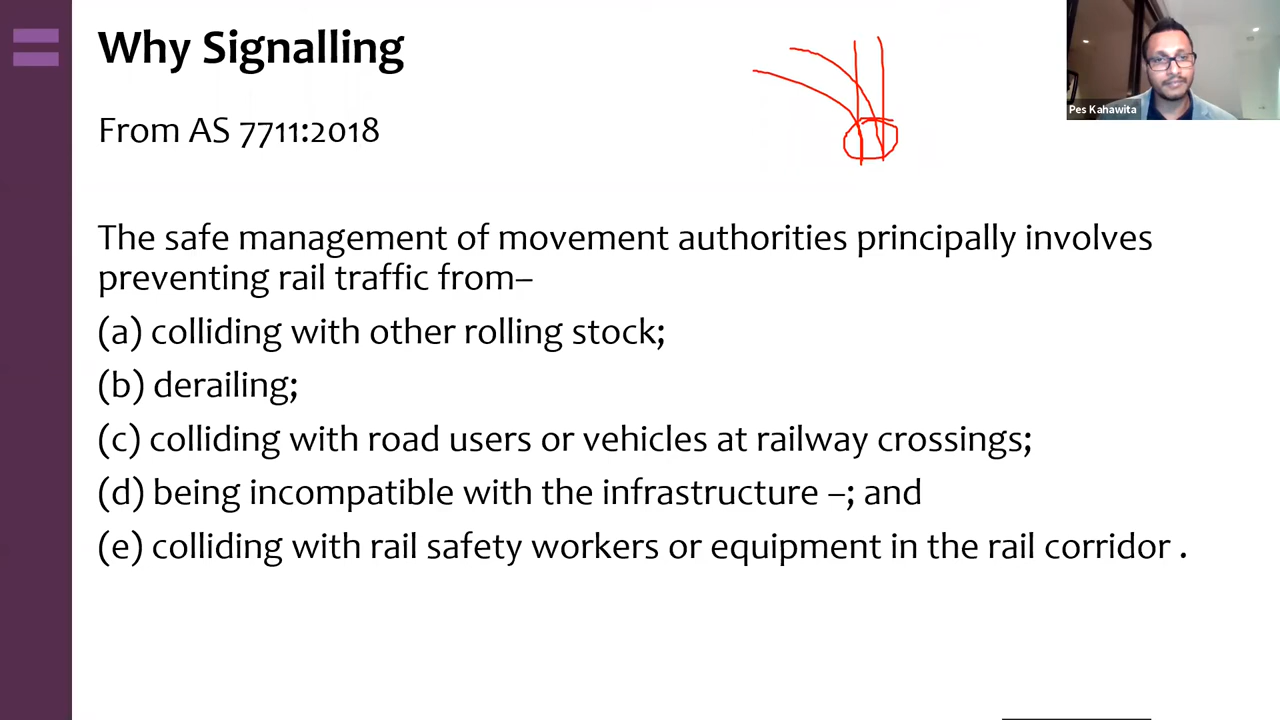 Why Signalling
From AS 7711:2018
Pes Kahawita
The safe management of movement authorities principally involves
preventing rail traffic from–
(a) colliding with other rolling stock;
(b) derailing;
(c) colliding with road users or vehicles at railway crossings;
(d) being incompatible with the infrastructure –; and
(e) colliding with rail safety workers or equipment in the rail corridor .